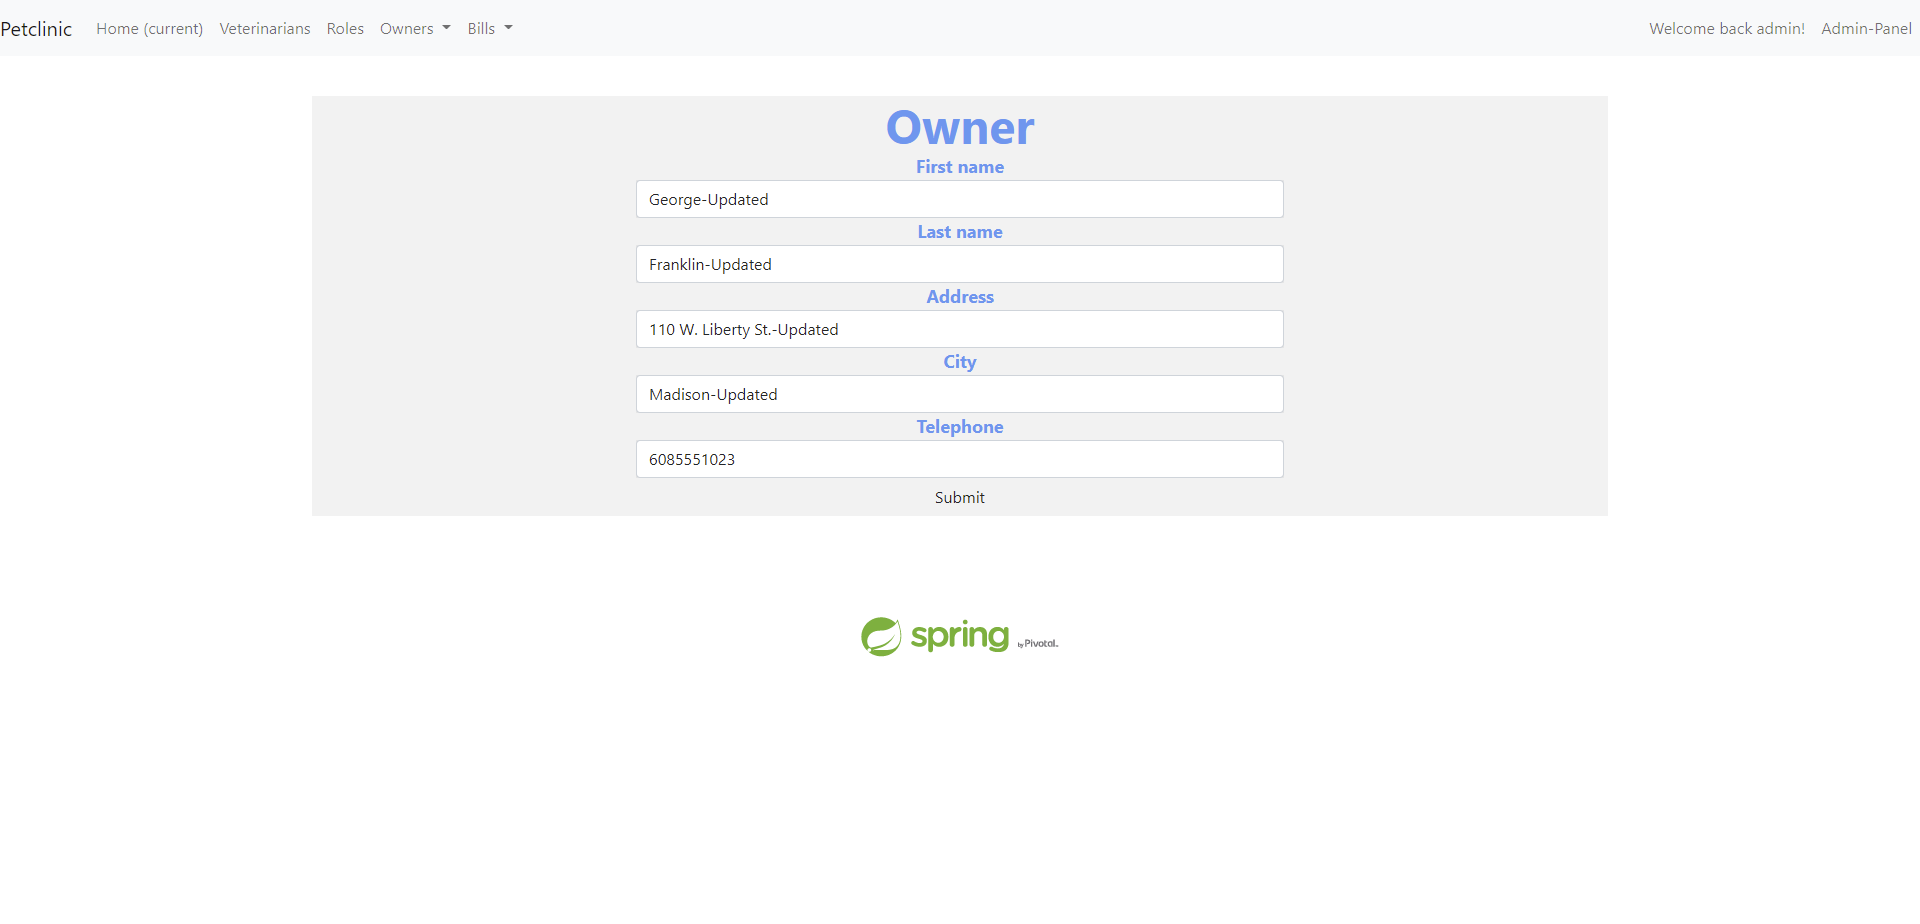 Petclinic Home (current) Veterinarians Roles Owners Bills Welcome back admin! Admin-Panel
Owner
First name
George-Updated
Last name
Franklin-Updated
Address
110 W. Liberty St.-Updated
City
Madison-Updated
Telephone
6085551023
Submit
spring by Pivotal.